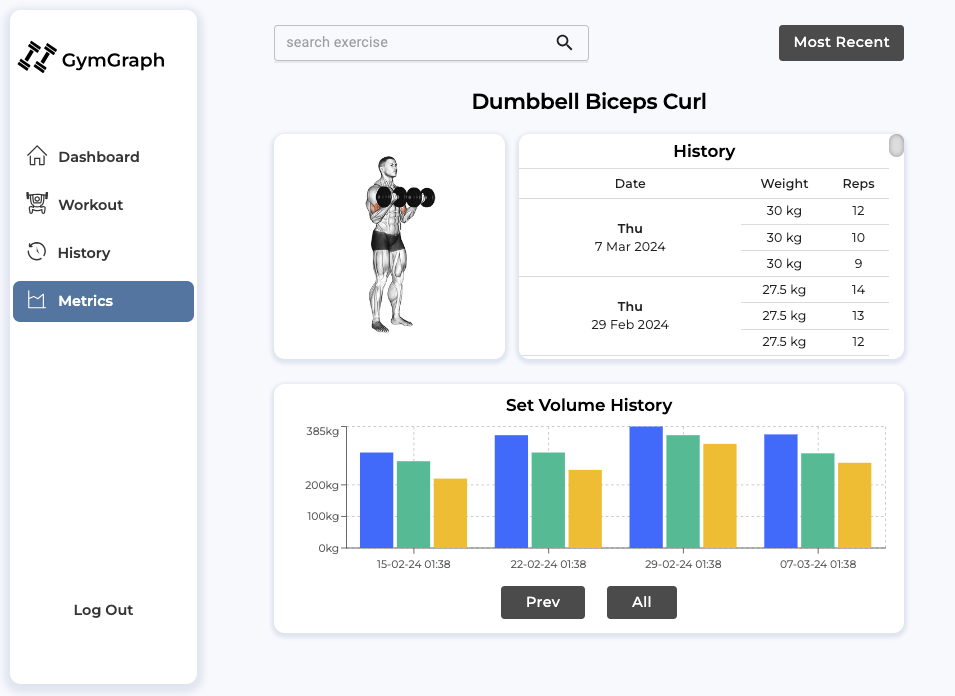 GymGraph
Dashboard
Workout
History
Metrics
Log Out
search exercise
Most Recent
Dumbbell Biceps Curl
History
Date Weight Reps
Thu
7 Mar 2024
30 kg 12
30 kg 10
30 kg 9
Thu
29 Feb 2024
27.5 kg 14
27.5 kg 13
27.5 kg 12
Set Volume History
385kg
200kg
100kg
0kg
15-02-24 01:38 22-02-24 01:38 29-02-24 01:38 07-03-24 01:38
Prev All